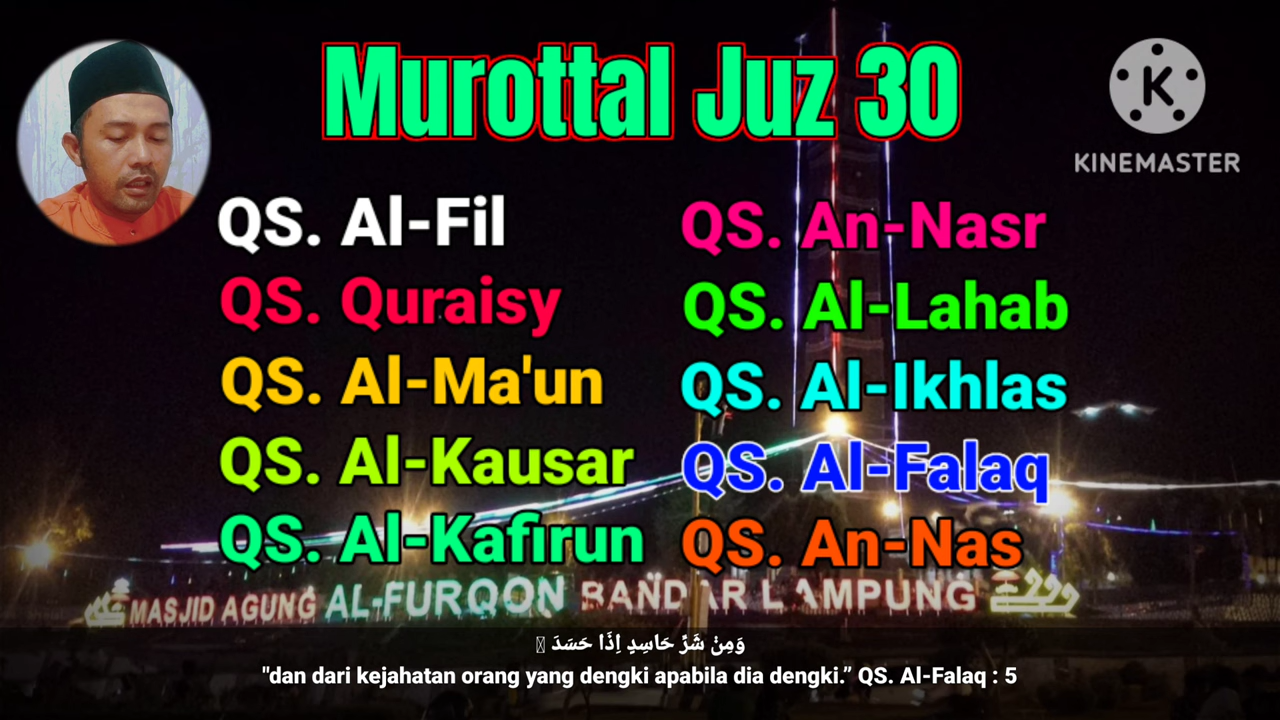 Murottal Juz 30
KINEMASTER
QS. Al-Fil
QS. Quraisy
QS. Al-Ma'un
QS. Al-Kausar
QS. Al-Kafirun
QS. An-Nasr
QS. Al-Lahab
QS. Al-Ikhlas
QS. Al-Falaq
QS. An-Nas
MASJID AGUNG AL-FURQON BANDAR LAMPUNG
وَمِنْ شَرِّ حَاسِدٍ اِذَا حَسَدَ
"dan dari kejahatan orang yang dengki apabila dia dengki.” QS. Al-Falaq : 5